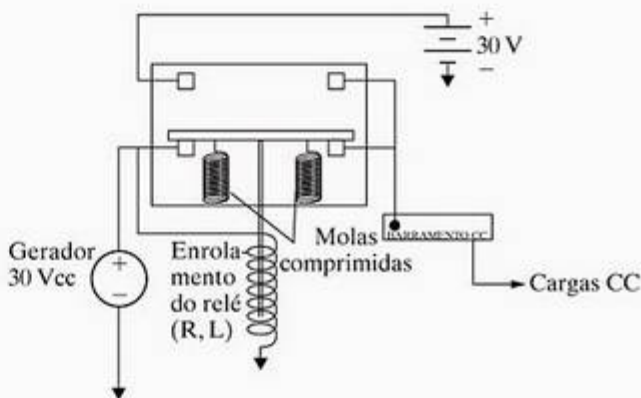 +
30 V
−
Gerador
30 Vcc
+
−
Enrola-
mento
do relé
(R, L)
Molas
comprimidas
BARRAMENTO CC
Cargas CC